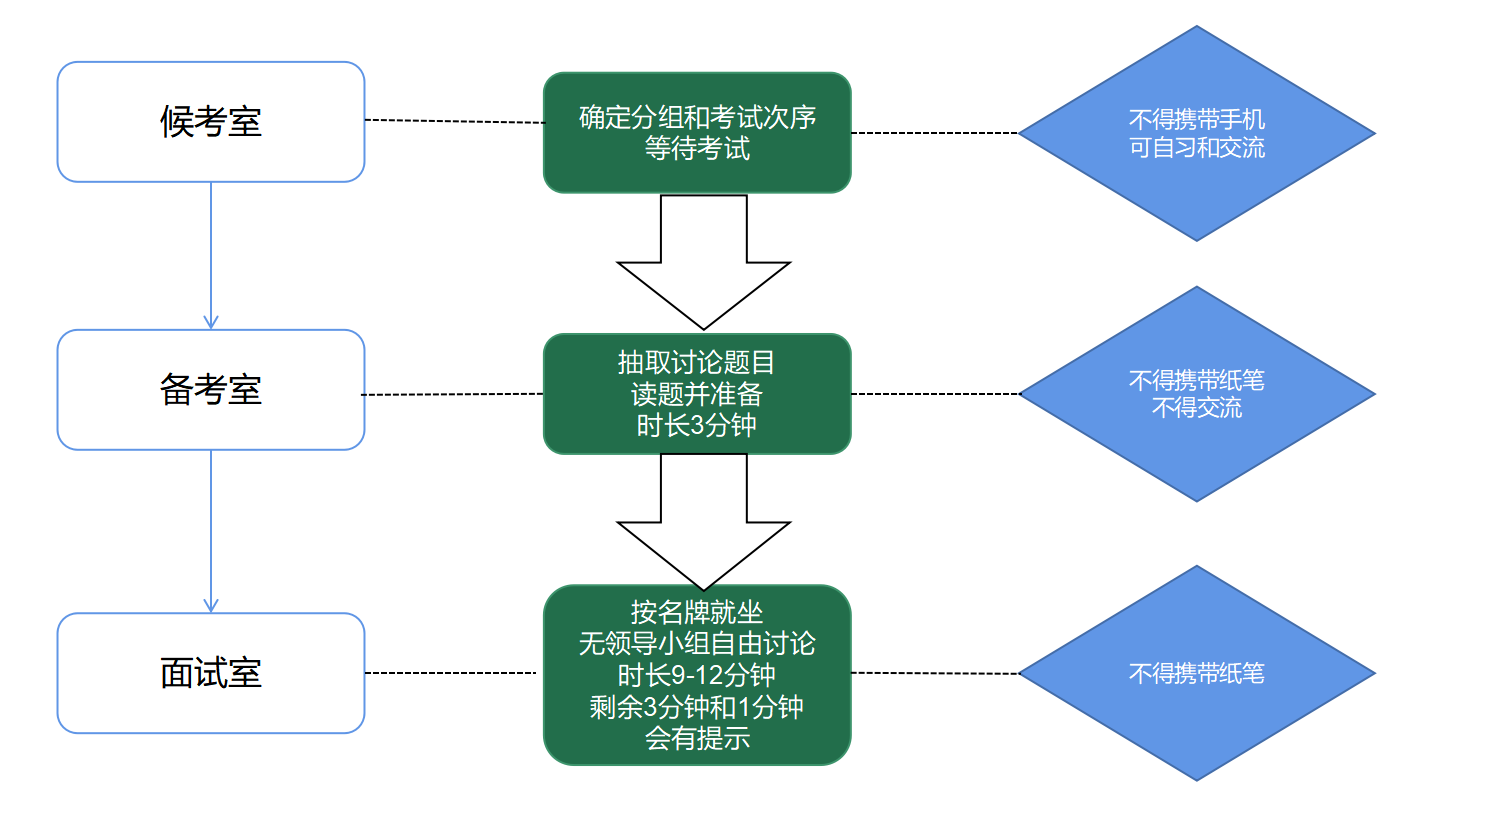 候考室
确定分组和考试次序
等待考试
不得携带手机
可自习和交流
备考室
抽取讨论题目
读题并准备
时长3分钟
不得携带纸笔
不得交流
面试室
按名牌就坐
无领导小组自由讨论
时长9-12分钟
剩余3分钟和1分钟
会有提示
不得携带纸笔